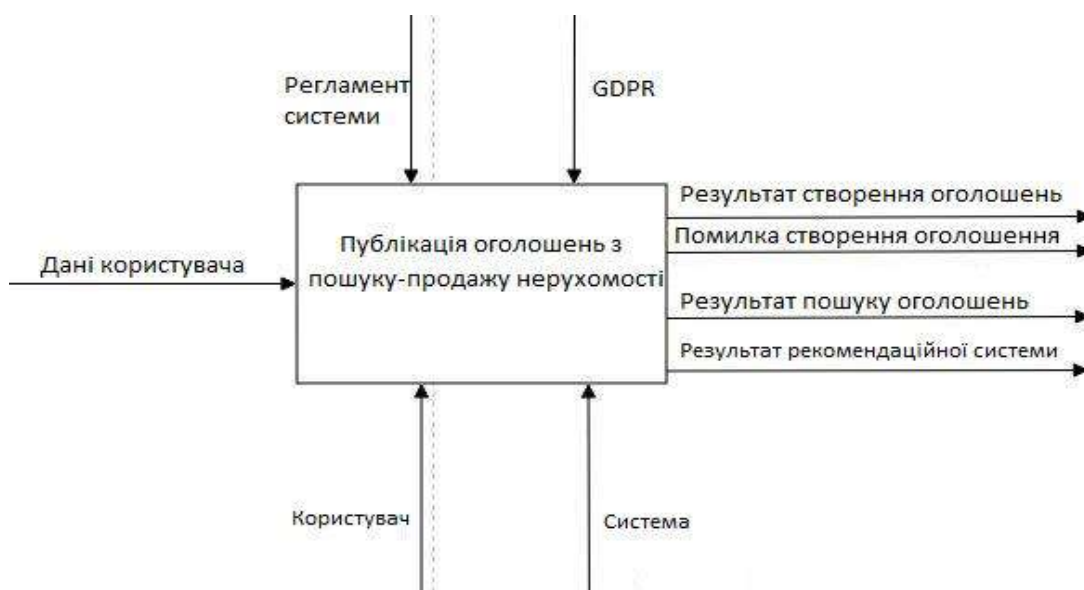 Регламент
системи
GDPR
Результат створення оголошень
Помилка створення оголошення
Публікація оголошень з
пошуку-продажу нерухомості
Дані користувача
Результат пошуку оголошень
Результат рекомендаційної системи
Користувач
Система